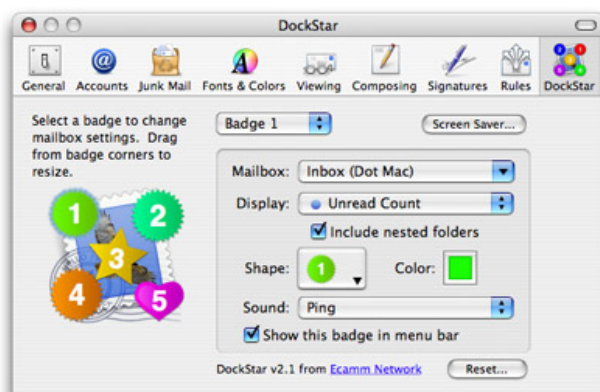 DockStar
General Accounts Junk Mail Fonts & Colors Viewing Composing Signatures Rules DockStar
Select a badge to change
mailbox settings. Drag
from badge corners to
resize.
1
2
3
4
5
Badge 1
Screen Saver...
Mailbox: Inbox (Dot Mac)
Display: Unread Count
Include nested folders
Shape: 1 Color:
Sound: Ping
Show this badge in menu bar
DockStar v2.1 from Ecamm Network Reset...